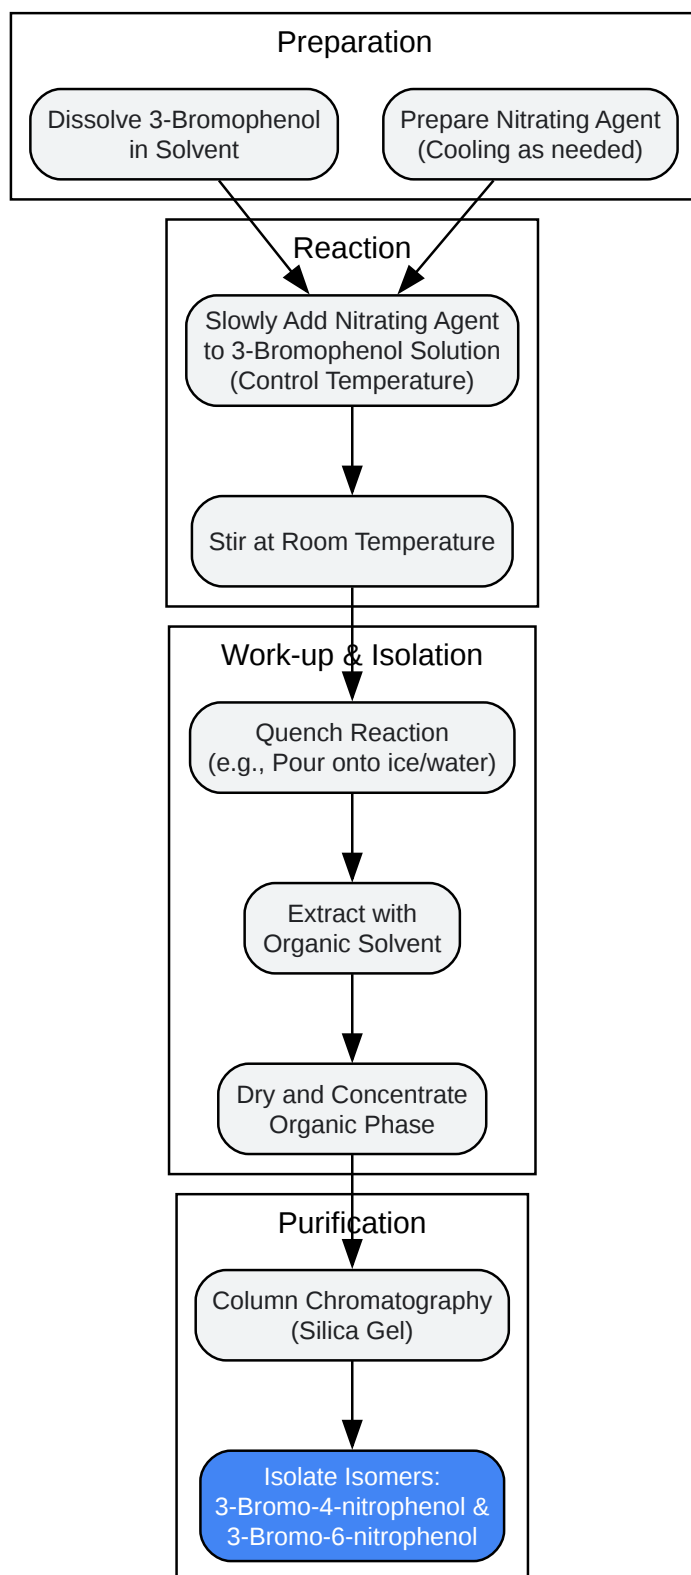 Preparation
Dissolve 3-Bromophenol
in Solvent
Prepare Nitrating Agent
(Cooling as needed)
Reaction
Slowly Add Nitrating Agent
to 3-Bromophenol Solution
(Control Temperature)
Stir at Room Temperature
Work-up & Isolation
Quench Reaction
(e.g., Pour onto ice/water)
Extract with
Organic Solvent
Dry and Concentrate
Organic Phase
Purification
Column Chromatography
(Silica Gel)
Isolate Isomers:
3-Bromo-4-nitrophenol &
3-Bromo-6-nitrophenol